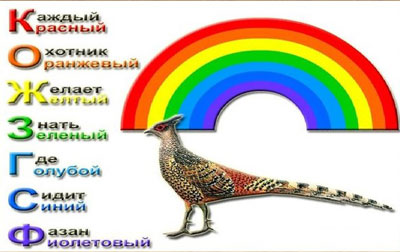 Каждый
Красный
Охотник
Оранжевый
Желает
Желтый
Знать
Зеленый
Где
Голубой
Сидит
Синий
Фазан
Фиолетовый